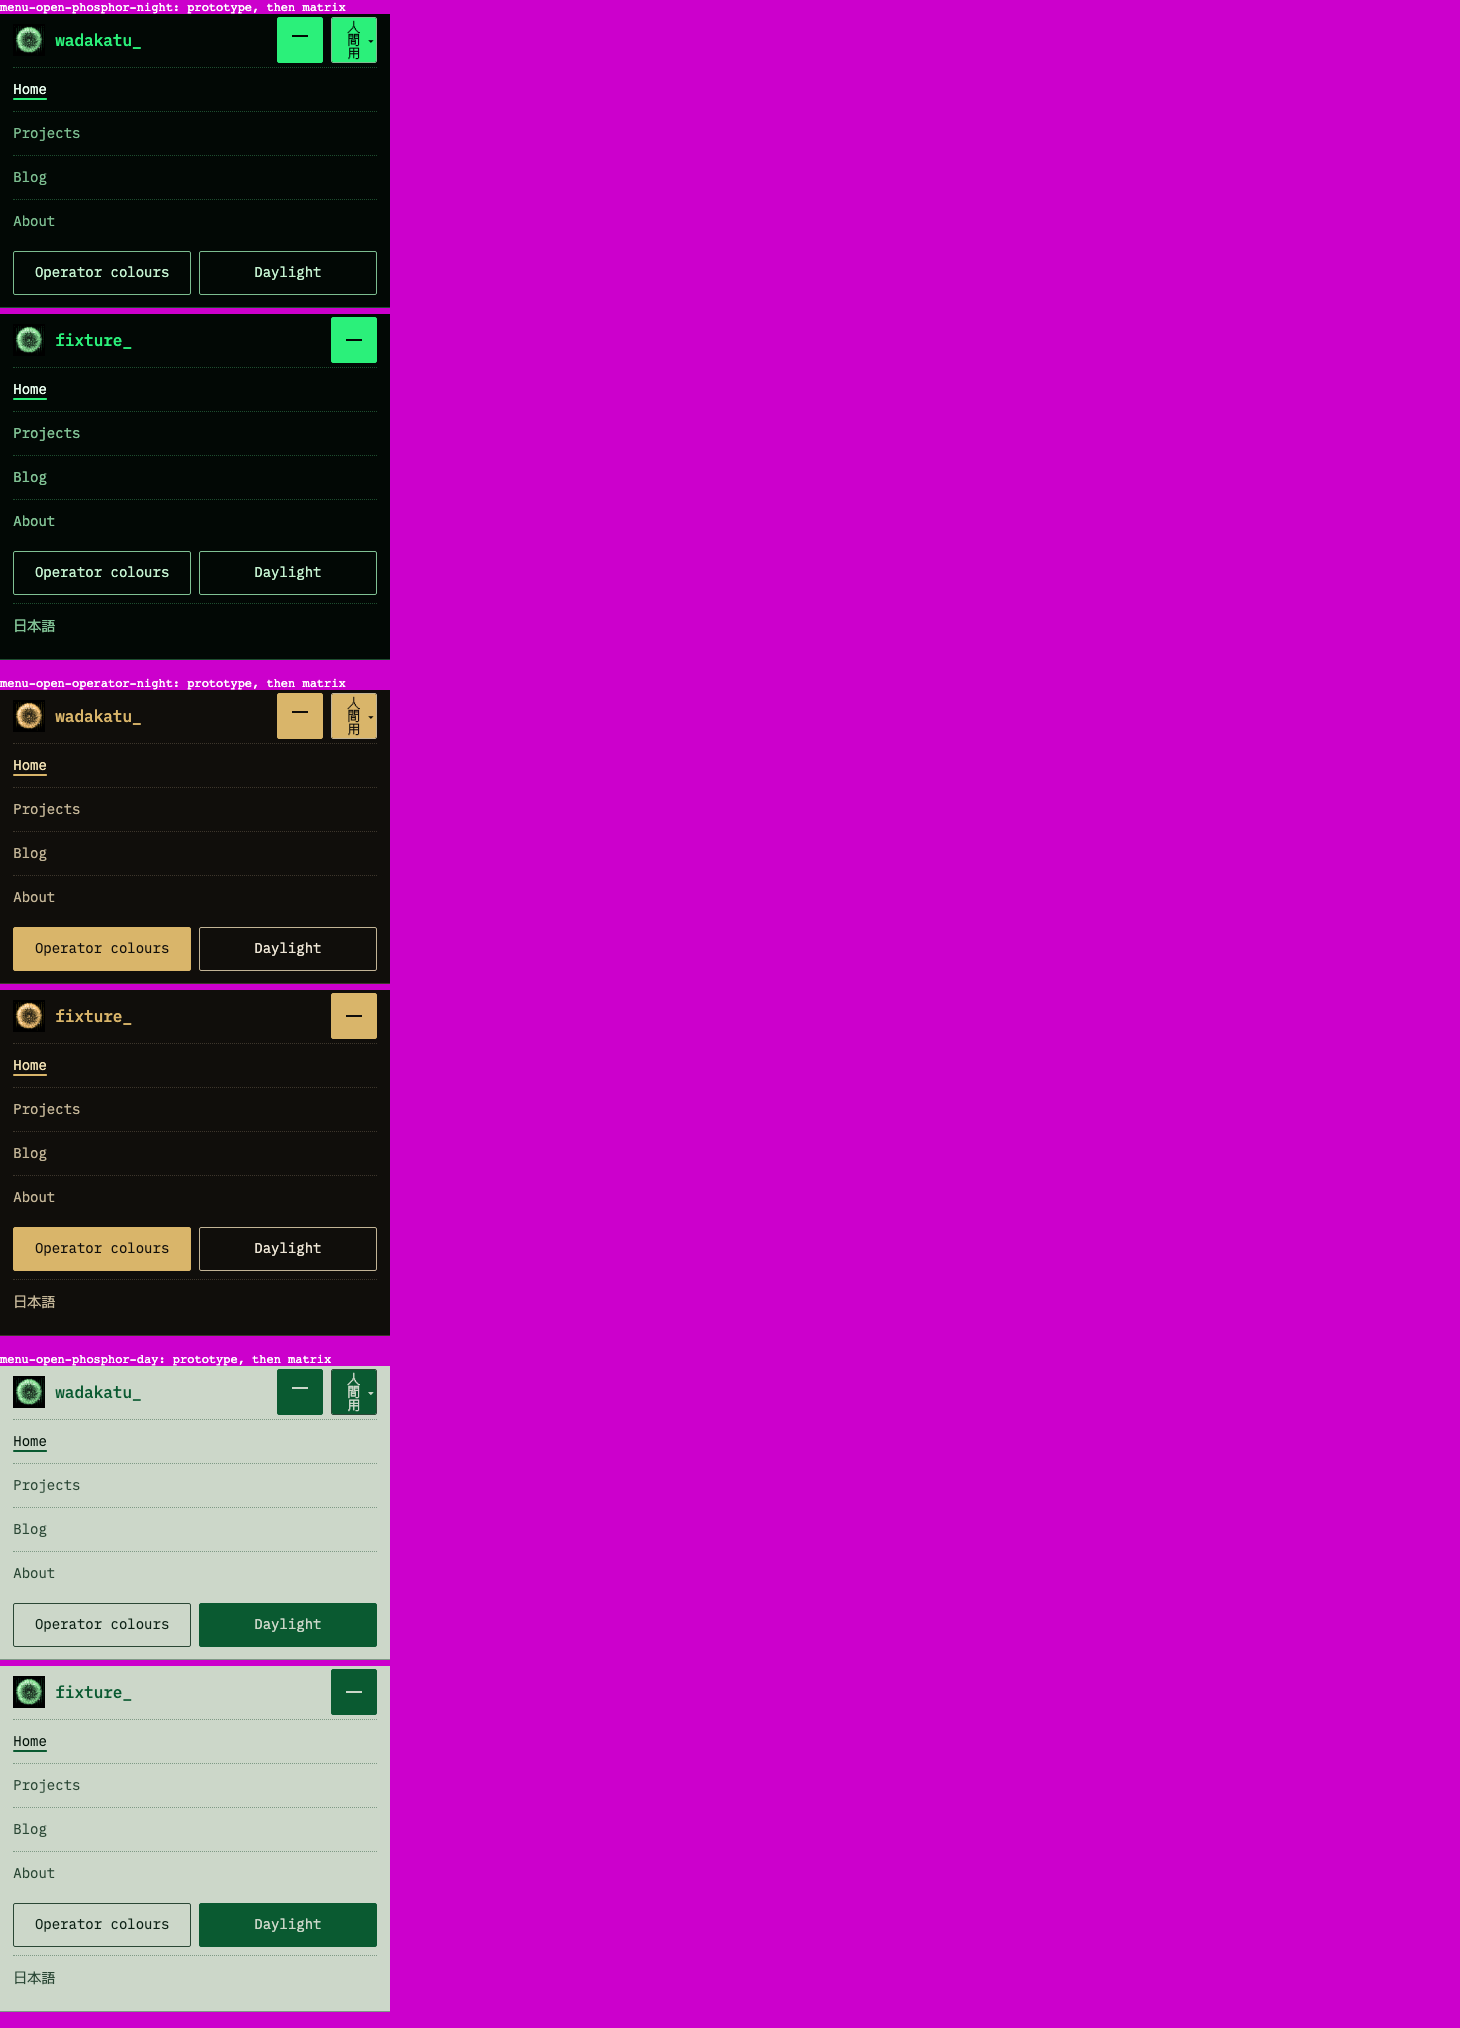 menu-open-phosphor-night: prototype, then matrix
wadakatu_
人間用
Home
Projects
Blog
About
Operator colours Daylight
fixture_
Home
Projects
Blog
About
Operator colours Daylight
日本語
menu-open-operator-night: prototype, then matrix
wadakatu_
人間用
Home
Projects
Blog
About
Operator colours Daylight
fixture_
Home
Projects
Blog
About
Operator colours Daylight
日本語
menu-open-phosphor-day: prototype, then matrix
wadakatu_
人間用
Home
Projects
Blog
About
Operator colours Daylight
fixture_
Home
Projects
Blog
About
Operator colours Daylight
日本語